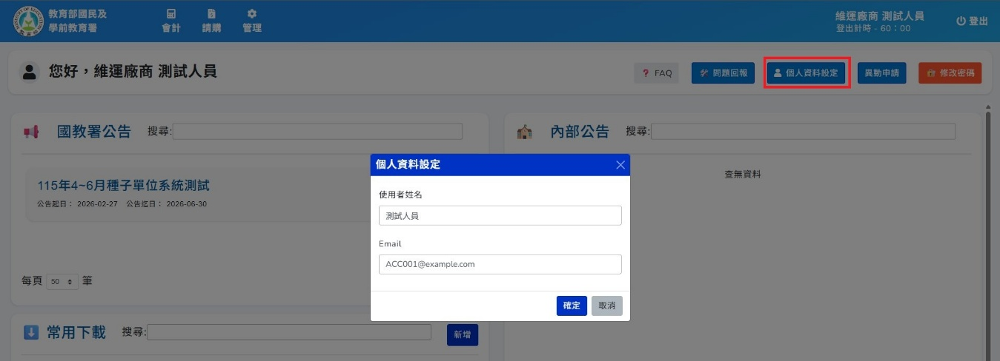 教育部國民及
學前教育署
會計
請購
管理
維運廠商 測試人員
登出計時 - 60：00
登出
您好，維運廠商 測試人員
FAQ
問題回報
個人資料設定
異動申請
修改密碼
國教署公告
搜尋:
內部公告
搜尋:
115年4~6月種子單位系統測試
公告起日： 2026-02-27 公告迄日： 2026-06-30
查無資料
個人資料設定
使用者姓名
測試人員
Email
ACC001@example.com
確定
取消
每頁 50 筆
常用下載
搜尋:
新增